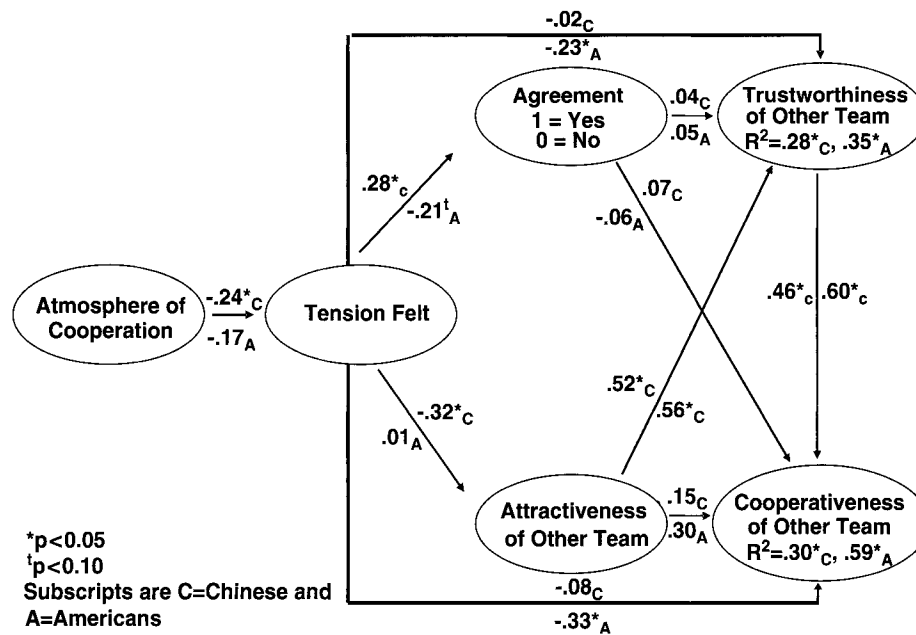 -.02C
-.23*A
Agreement
1 = Yes
0 = No
.04C
.05A
Trustworthiness
of Other Team
R²=.28*C, .35*A
.28*c
-.21ᵗA
.07C
-.06A
Atmosphere of
Cooperation
-.24*C
-.17A
Tension Felt
.46*c
.60*c
-.32*C
.01A
.52*C
.56*C
Attractiveness
of Other Team
.15C
.30A
Cooperativeness
of Other Team
R²=.30*C, .59*A
-.08C
-.33*A
*p<0.05
ᵗp<0.10
Subscripts are C=Chinese and
A=Americans